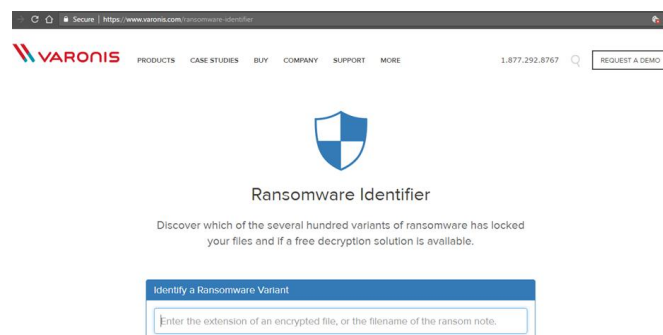 Secure | https://www.varonis.com/ransomware-identifier
VARONIS PRODUCTS CASE STUDIES BUY COMPANY SUPPORT MORE 1.877.292.8767 REQUEST A DEMO
Ransomware Identifier
Discover which of the several hundred variants of ransomware has locked
your files and if a free decryption solution is available.
Identify a Ransomware Variant
Enter the extension of an encrypted file, or the filename of the ransom note.